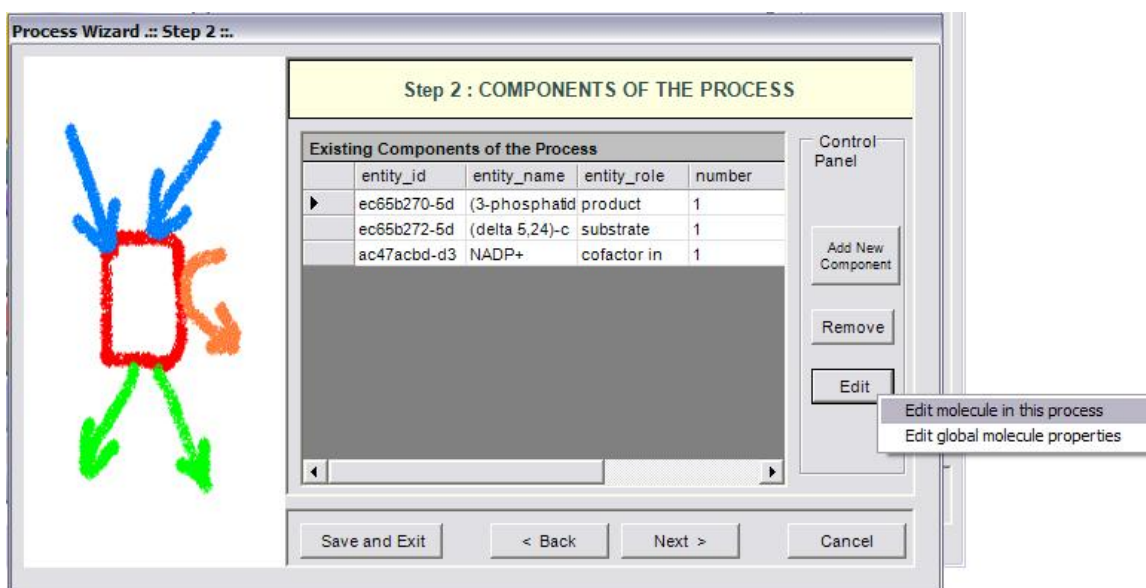 Process Wizard .:: Step 2 ::.
Step 2 : COMPONENTS OF THE PROCESS
Existing Components of the Process
entity_id entity_name entity_role number
ec65b270-5d (3-phosphatid product 1
ec65b272-5d (delta 5,24)-c substrate 1
ac47acbd-d3 NADP+ cofactor in 1
Control
Panel
Add New
Component
Remove
Edit
Edit molecule in this process
Edit global molecule properties
Save and Exit < Back Next > Cancel